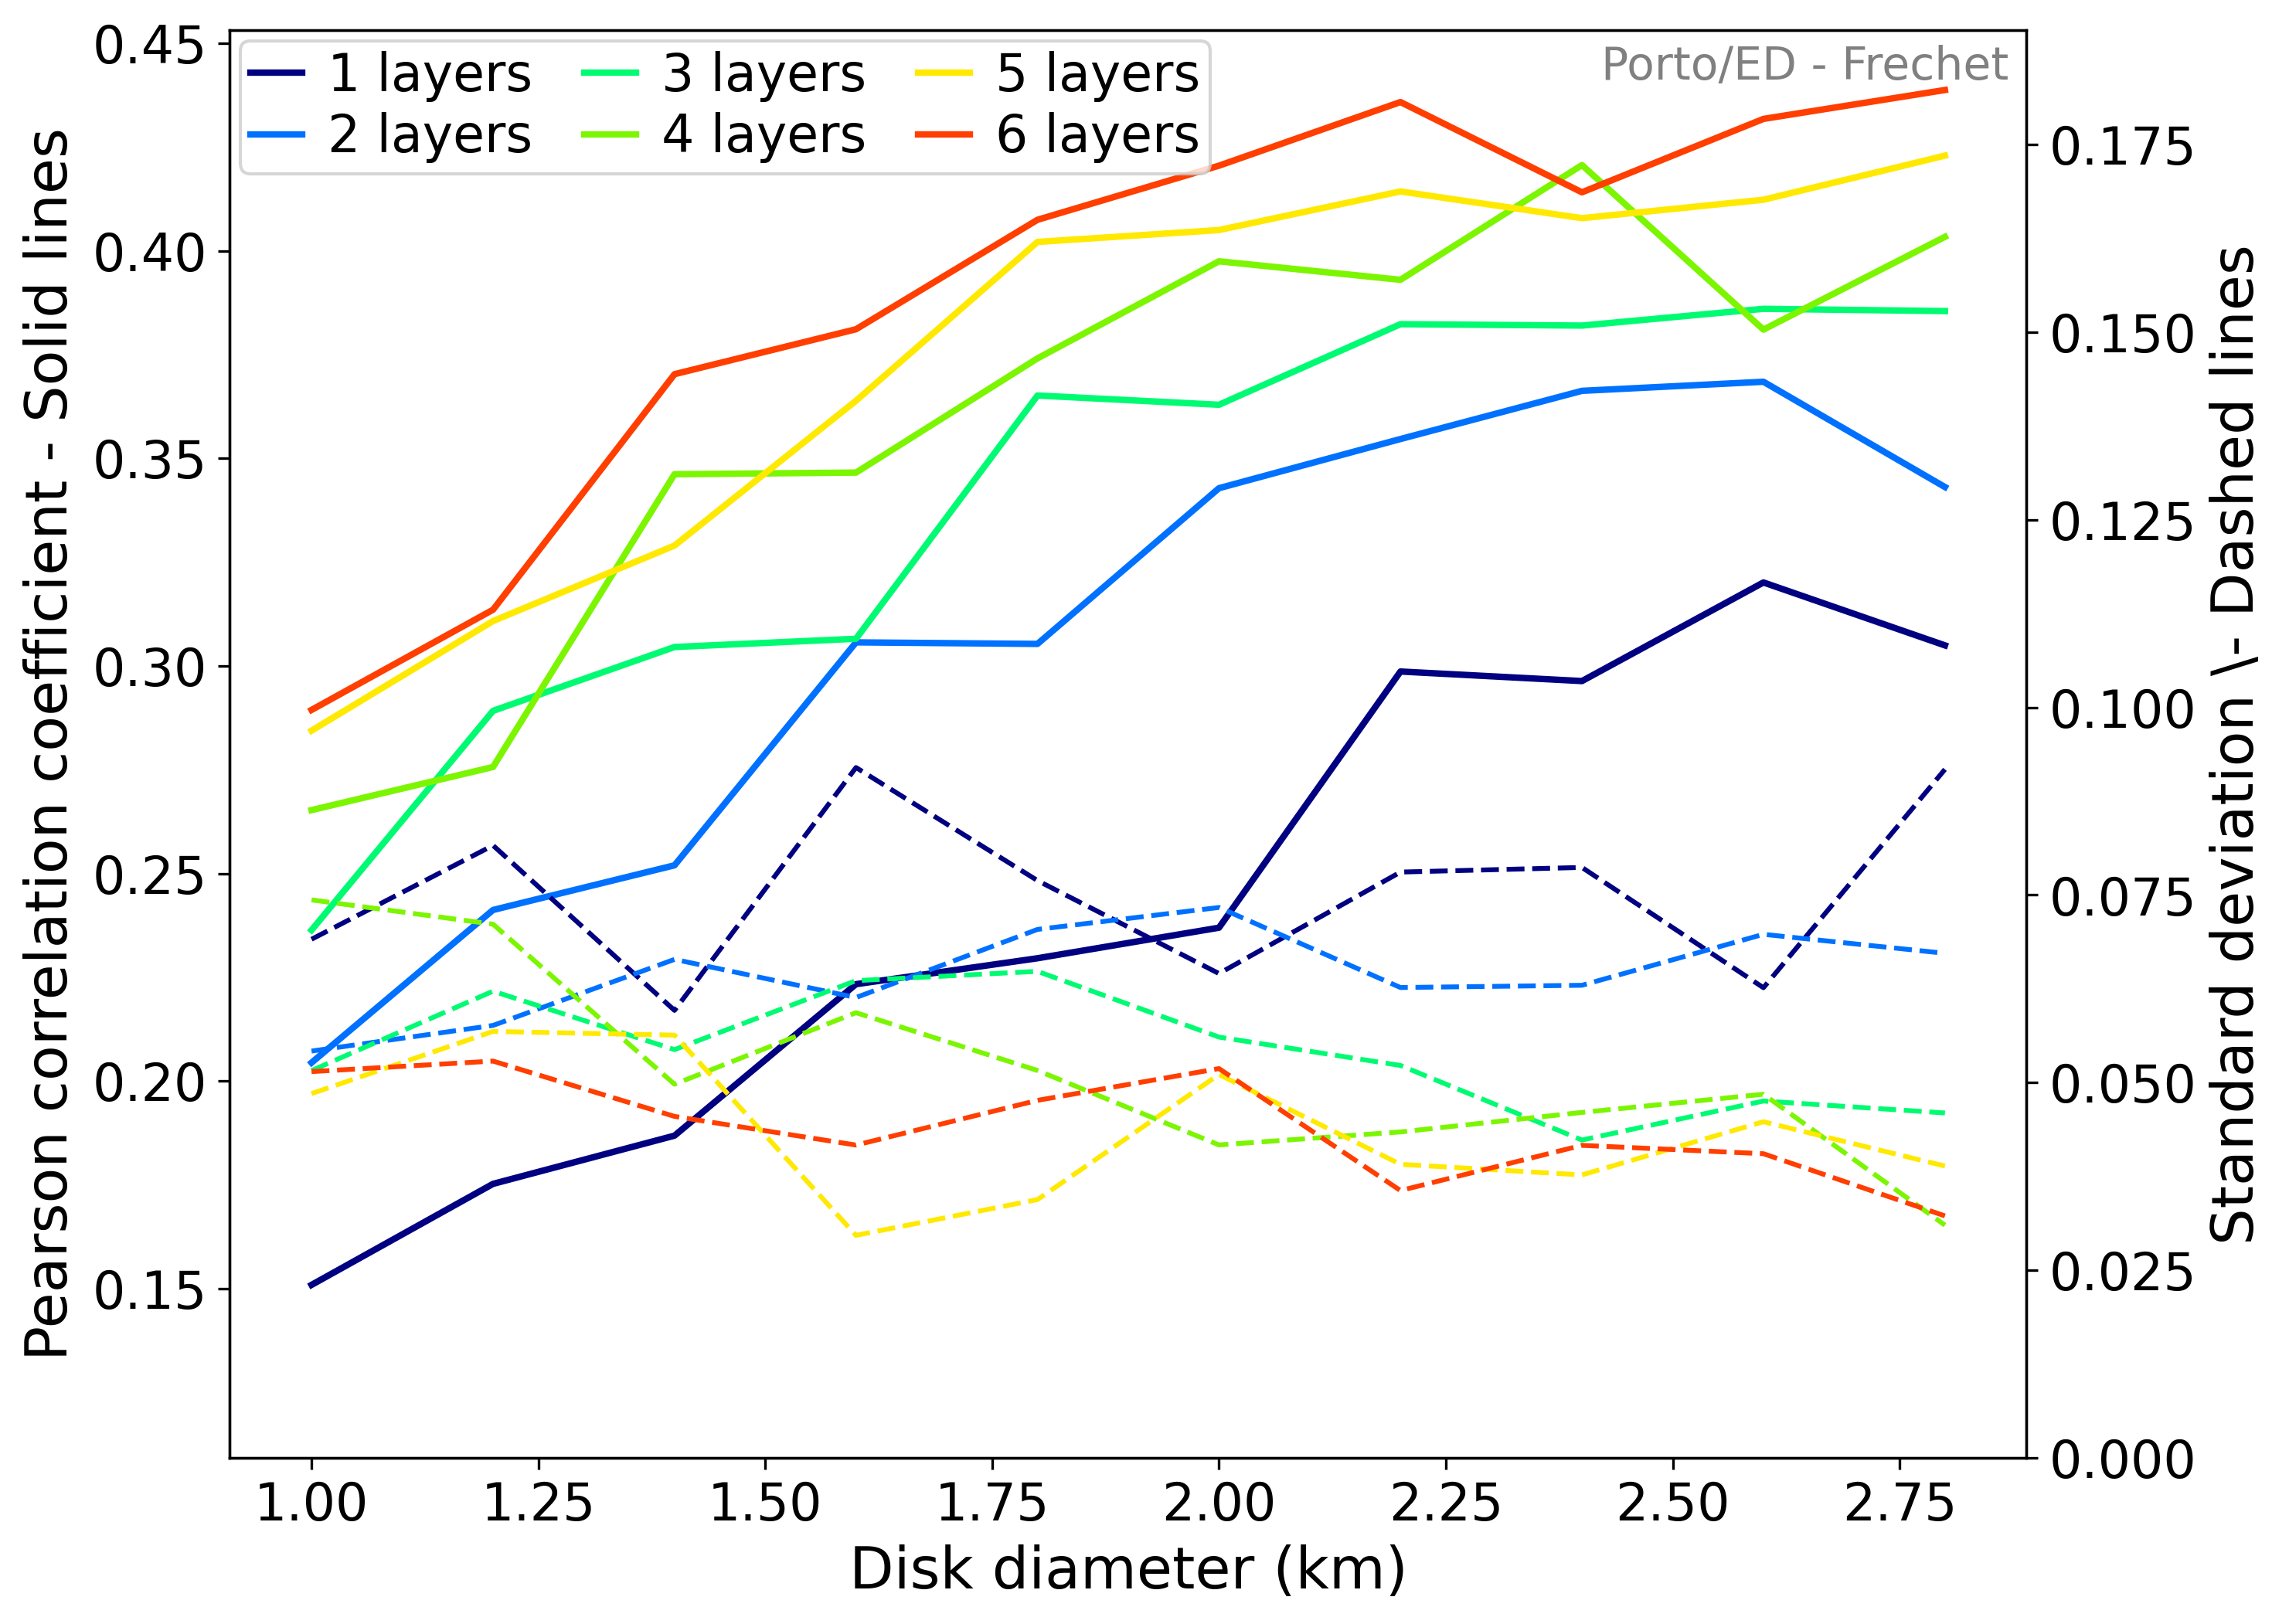 Porto/ED - Frechet
1 layers
2 layers
3 layers
4 layers
5 layers
6 layers
Pearson correlation coefficient - Solid lines
0.45
0.40
0.35
0.30
0.25
0.20
0.15
Standard deviation \- Dashed lines
0.175
0.150
0.125
0.100
0.075
0.050
0.025
0.000
1.00 1.25 1.50 1.75 2.00 2.25 2.50 2.75
Disk diameter (km)